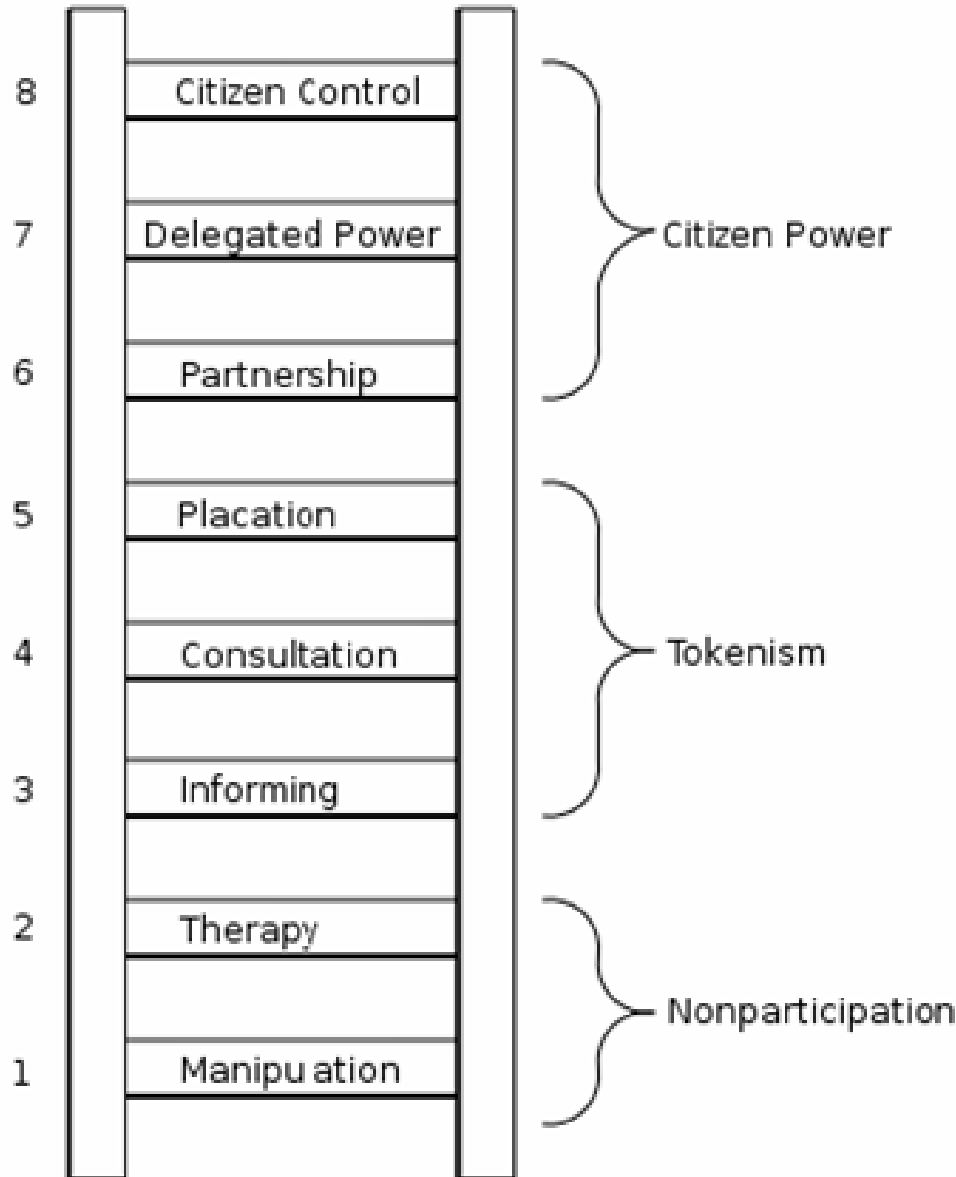 8 Citizen Control
7 Delegated Power
Citizen Power
6 Partnership
5 Placation
4 Consultation
Tokenism
3 Informing
2 Therapy
Nonparticipation
1 Manipu ation